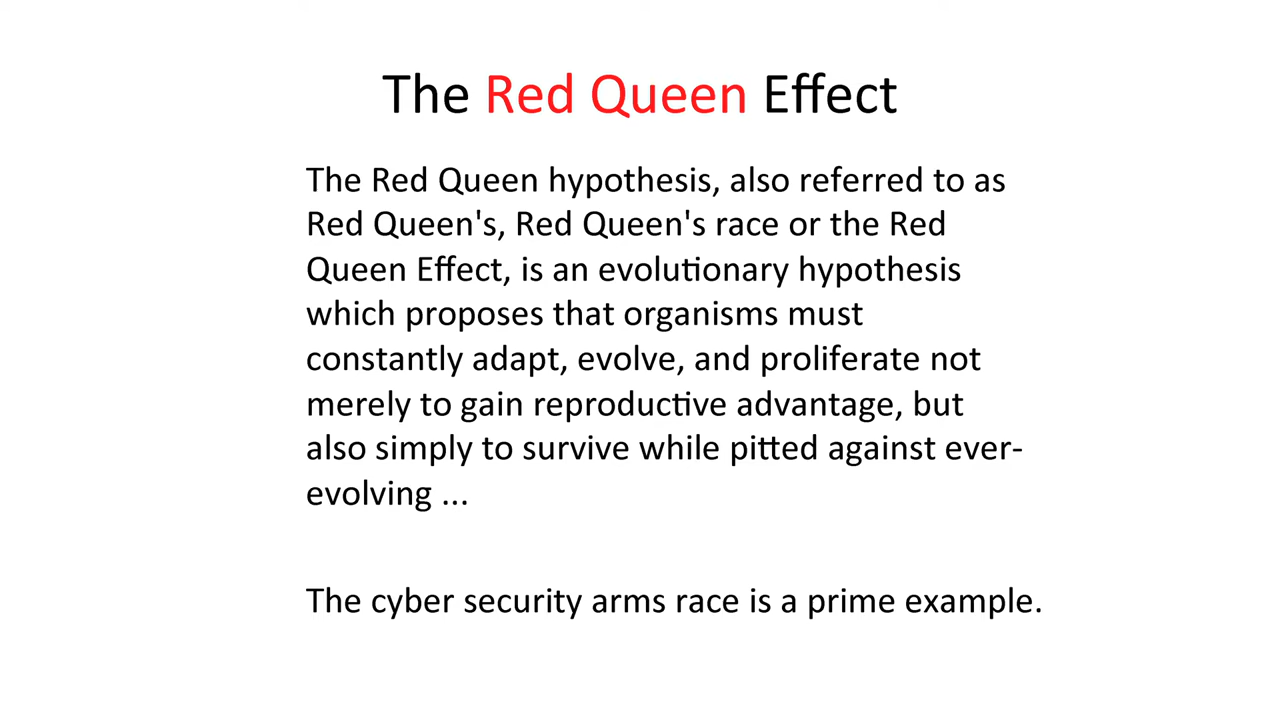 The Red Queen Effect
The Red Queen hypothesis, also referred to as
Red Queen's, Red Queen's race or the Red
Queen Effect, is an evolutionary hypothesis
which proposes that organisms must
constantly adapt, evolve, and proliferate not
merely to gain reproductive advantage, but
also simply to survive while pitted against ever-
evolving ...
The cyber security arms race is a prime example.